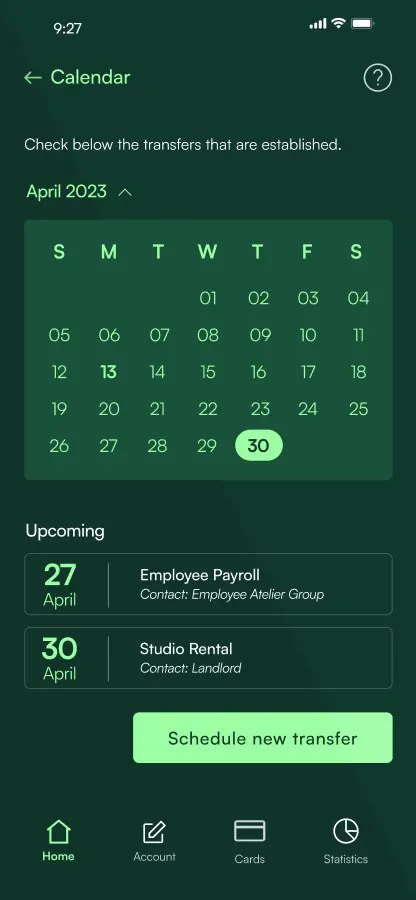 9:27
Calendar
?
Check below the transfers that are established.
April 2023
S M T W T F S
01 02 03 04
05 06 07 08 09 10 11
12 13 14 15 16 17 18
19 20 21 22 23 24 25
26 27 28 29 30
Upcoming
27 Employee Payroll
April Contact: Employee Atelier Group
30 Studio Rental
April Contact: Landlord
Schedule new transfer
Home Account Cards Statistics